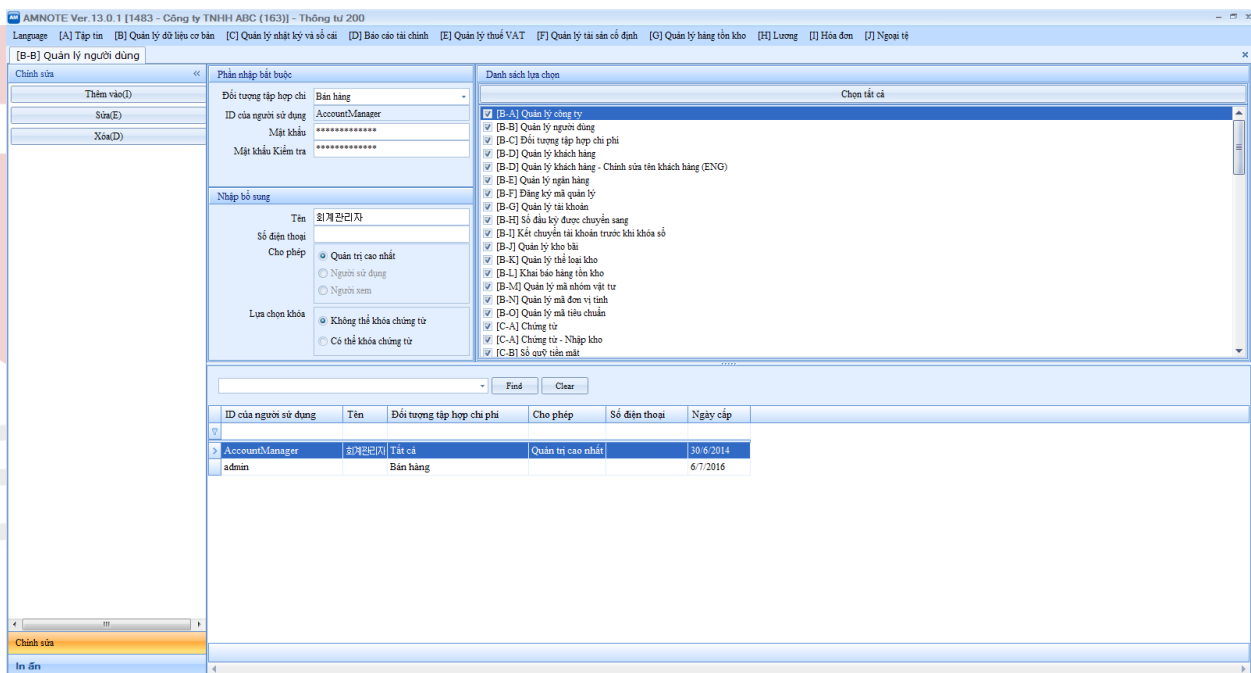 AMNOTE Ver.13.0.1 [1483 - Công ty TNHH ABC (163)] - Thông tư 200
Language [A] Tập tin [B] Quản lý dữ liệu cơ bản [C] Quản lý nhật ký và sổ cái [D] Báo cáo tài chính [E] Quản lý thuế VAT [F] Quản lý tài sản cố định [G] Quản lý hàng tồn kho [H] Lương [I] Hóa đơn [J] Ngoại tệ
[B-B] Quản lý người dùng
Chỉnh sửa
Thêm vào(I)
Sửa(E)
Xóa(D)
Phần nhập bắt buộc
Đối tượng tập hợp chi Bán hàng
ID của người sử dụng AccountManager
Mật khẩu *************
Mật khẩu Kiểm tra *************
Nhập bổ sung
Tên 회계관리자
Số điện thoại
Cho phép Quản trị cao nhất
Người sử dụng
Người xem
Lựa chọn khóa Không thể khóa chứng từ
Có thể khóa chứng từ
Danh sách lựa chọn
Chọn tất cả
[B-A] Quản lý công ty
[B-B] Quản lý người dùng
[B-C] Đối tượng tập hợp chi phí
[B-D] Quản lý khách hàng
[B-D] Quản lý khách hàng - Chỉnh sửa tên khách hàng (ENG)
[B-E] Quản lý ngân hàng
[B-F] Đăng ký mã quản lý
[B-G] Quản lý tài khoản
[B-H] Số đầu kỳ được chuyển sang
[B-I] Kết chuyển tài khoản trước khi khóa sổ
[B-J] Quản lý kho bãi
[B-K] Quản lý thể loại kho
[B-L] Khai báo hàng tồn kho
[B-M] Quản lý mã nhóm vật tư
[B-N] Quản lý mã đơn vị tính
[B-O] Quản lý mã tiêu chuẩn
[C-A] Chứng từ
[C-A] Chứng từ - Nhập kho
[C-B] Sổ quỹ tiền mặt
Find Clear
ID của người sử dụng Tên Đối tượng tập hợp chi phí Cho phép Số điện thoại Ngày cấp
AccountManager 회계관리자 Tất cả Quản trị cao nhất 30/6/2014
admin Bán hàng 6/7/2016
Chỉnh sửa
In ấn